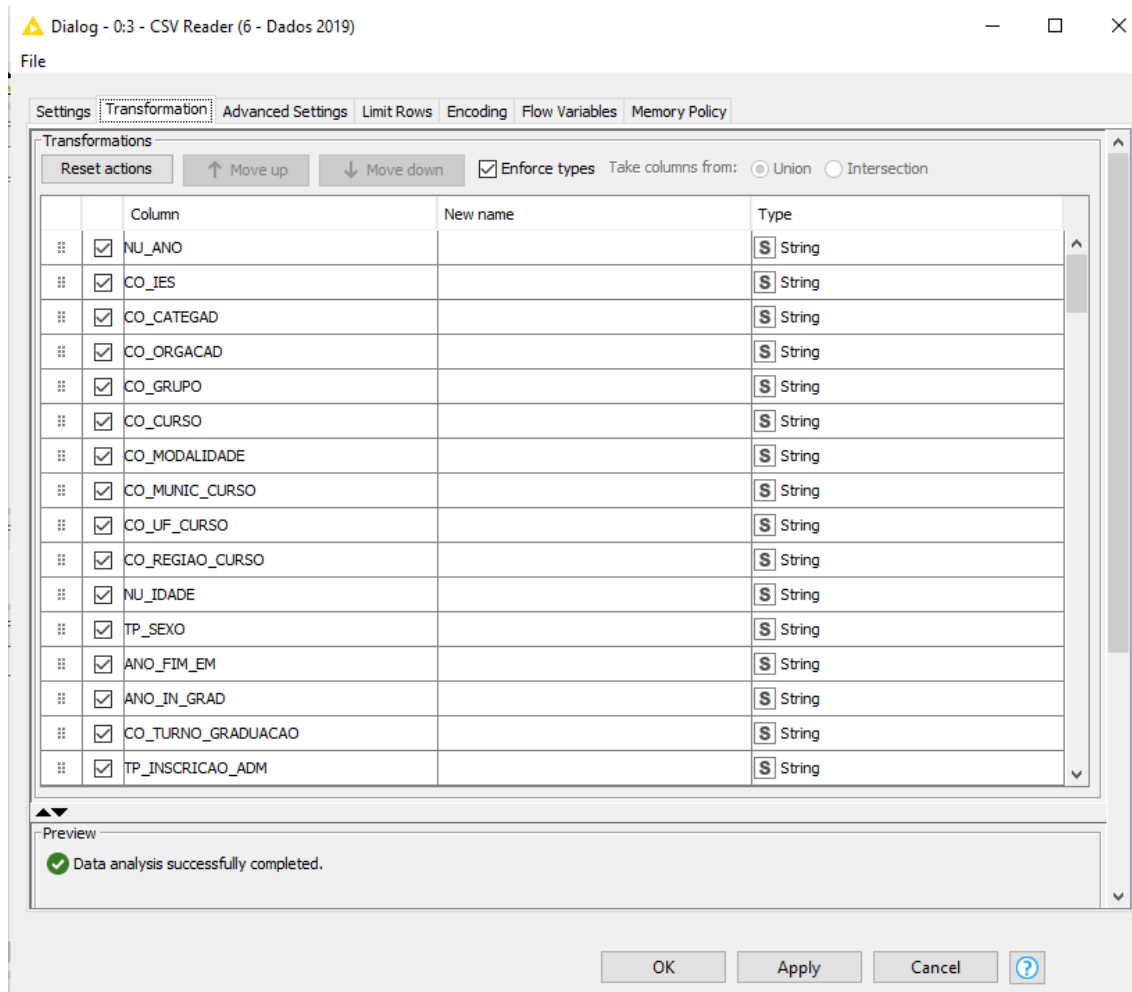 Dialog - 0:3 - CSV Reader (6 - Dados 2019)
File
Settings Transformation Advanced Settings Limit Rows Encoding Flow Variables Memory Policy
Transformations
Reset actions Move up Move down Enforce types Take columns from: Union Intersection
Column New name Type
NU_ANO S String
CO_IES S String
CO_CATEGAD S String
CO_ORGACAD S String
CO_GRUPO S String
CO_CURSO S String
CO_MODALIDADE S String
CO_MUNIC_CURSO S String
CO_UF_CURSO S String
CO_REGIAO_CURSO S String
NU_IDADE S String
TP_SEXO S String
ANO_FIM_EM S String
ANO_IN_GRAD S String
CO_TURNO_GRADUACAO S String
TP_INSCRICAO_ADM S String
Preview
Data analysis successfully completed.
OK Apply Cancel ?